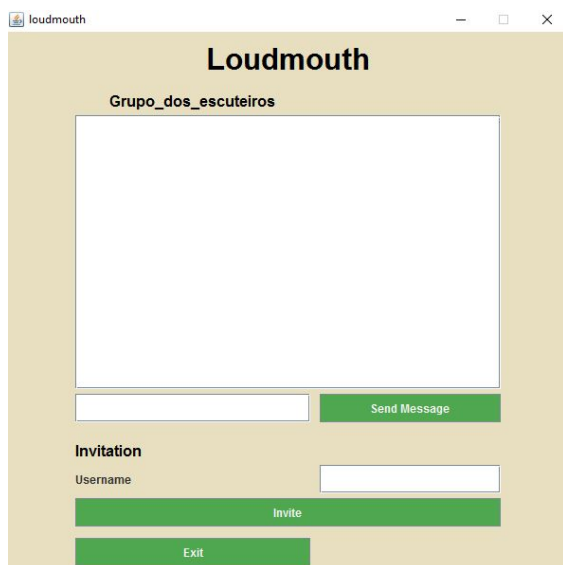 loudmouth
Loudmouth
Grupo_dos_escuteiros
Send Message
Invitation
Username
Invite
Exit